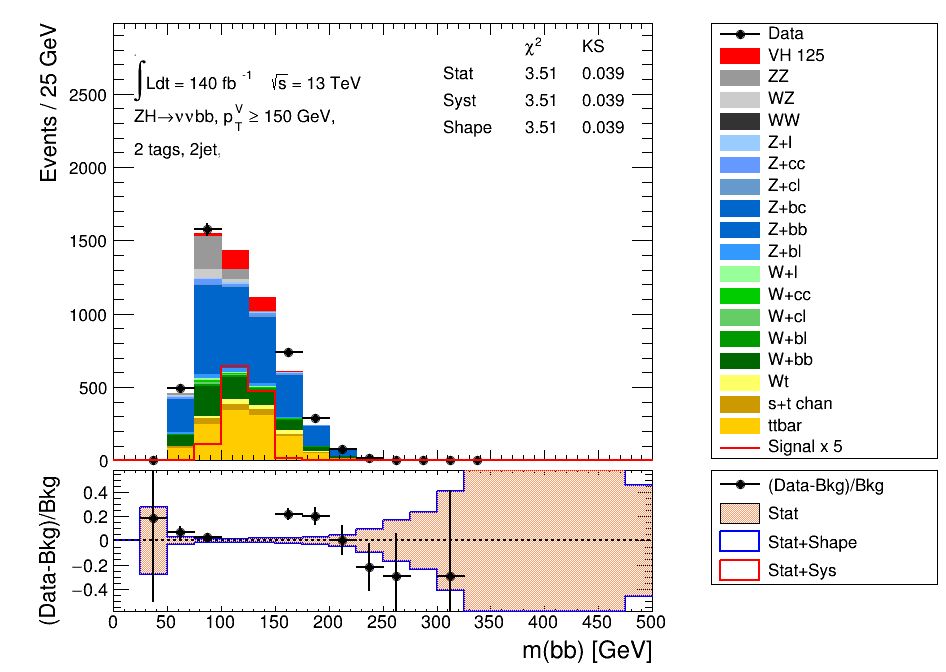 Events / 25 GeV
2500
2000
1500
1000
500
0
∫Ldt = 140 fb⁻¹ √s = 13 TeV
ZH→ννbb, p_T^V ≥ 150 GeV,
2 tags, 2jet,
χ² KS
Stat 3.51 0.039
Syst 3.51 0.039
Shape 3.51 0.039
Data
VH 125
ZZ
WZ
WW
Z+l
Z+cc
Z+cl
Z+bc
Z+bb
Z+bl
W+l
W+cc
W+cl
W+bl
W+bb
Wt
s+t chan
ttbar
Signal x 5
(Data-Bkg)/Bkg
0.4
0.2
0
−0.2
−0.4
0 50 100 150 200 250 300 350 400 450 500
m(bb) [GeV]
(Data-Bkg)/Bkg
Stat
Stat+Shape
Stat+Sys